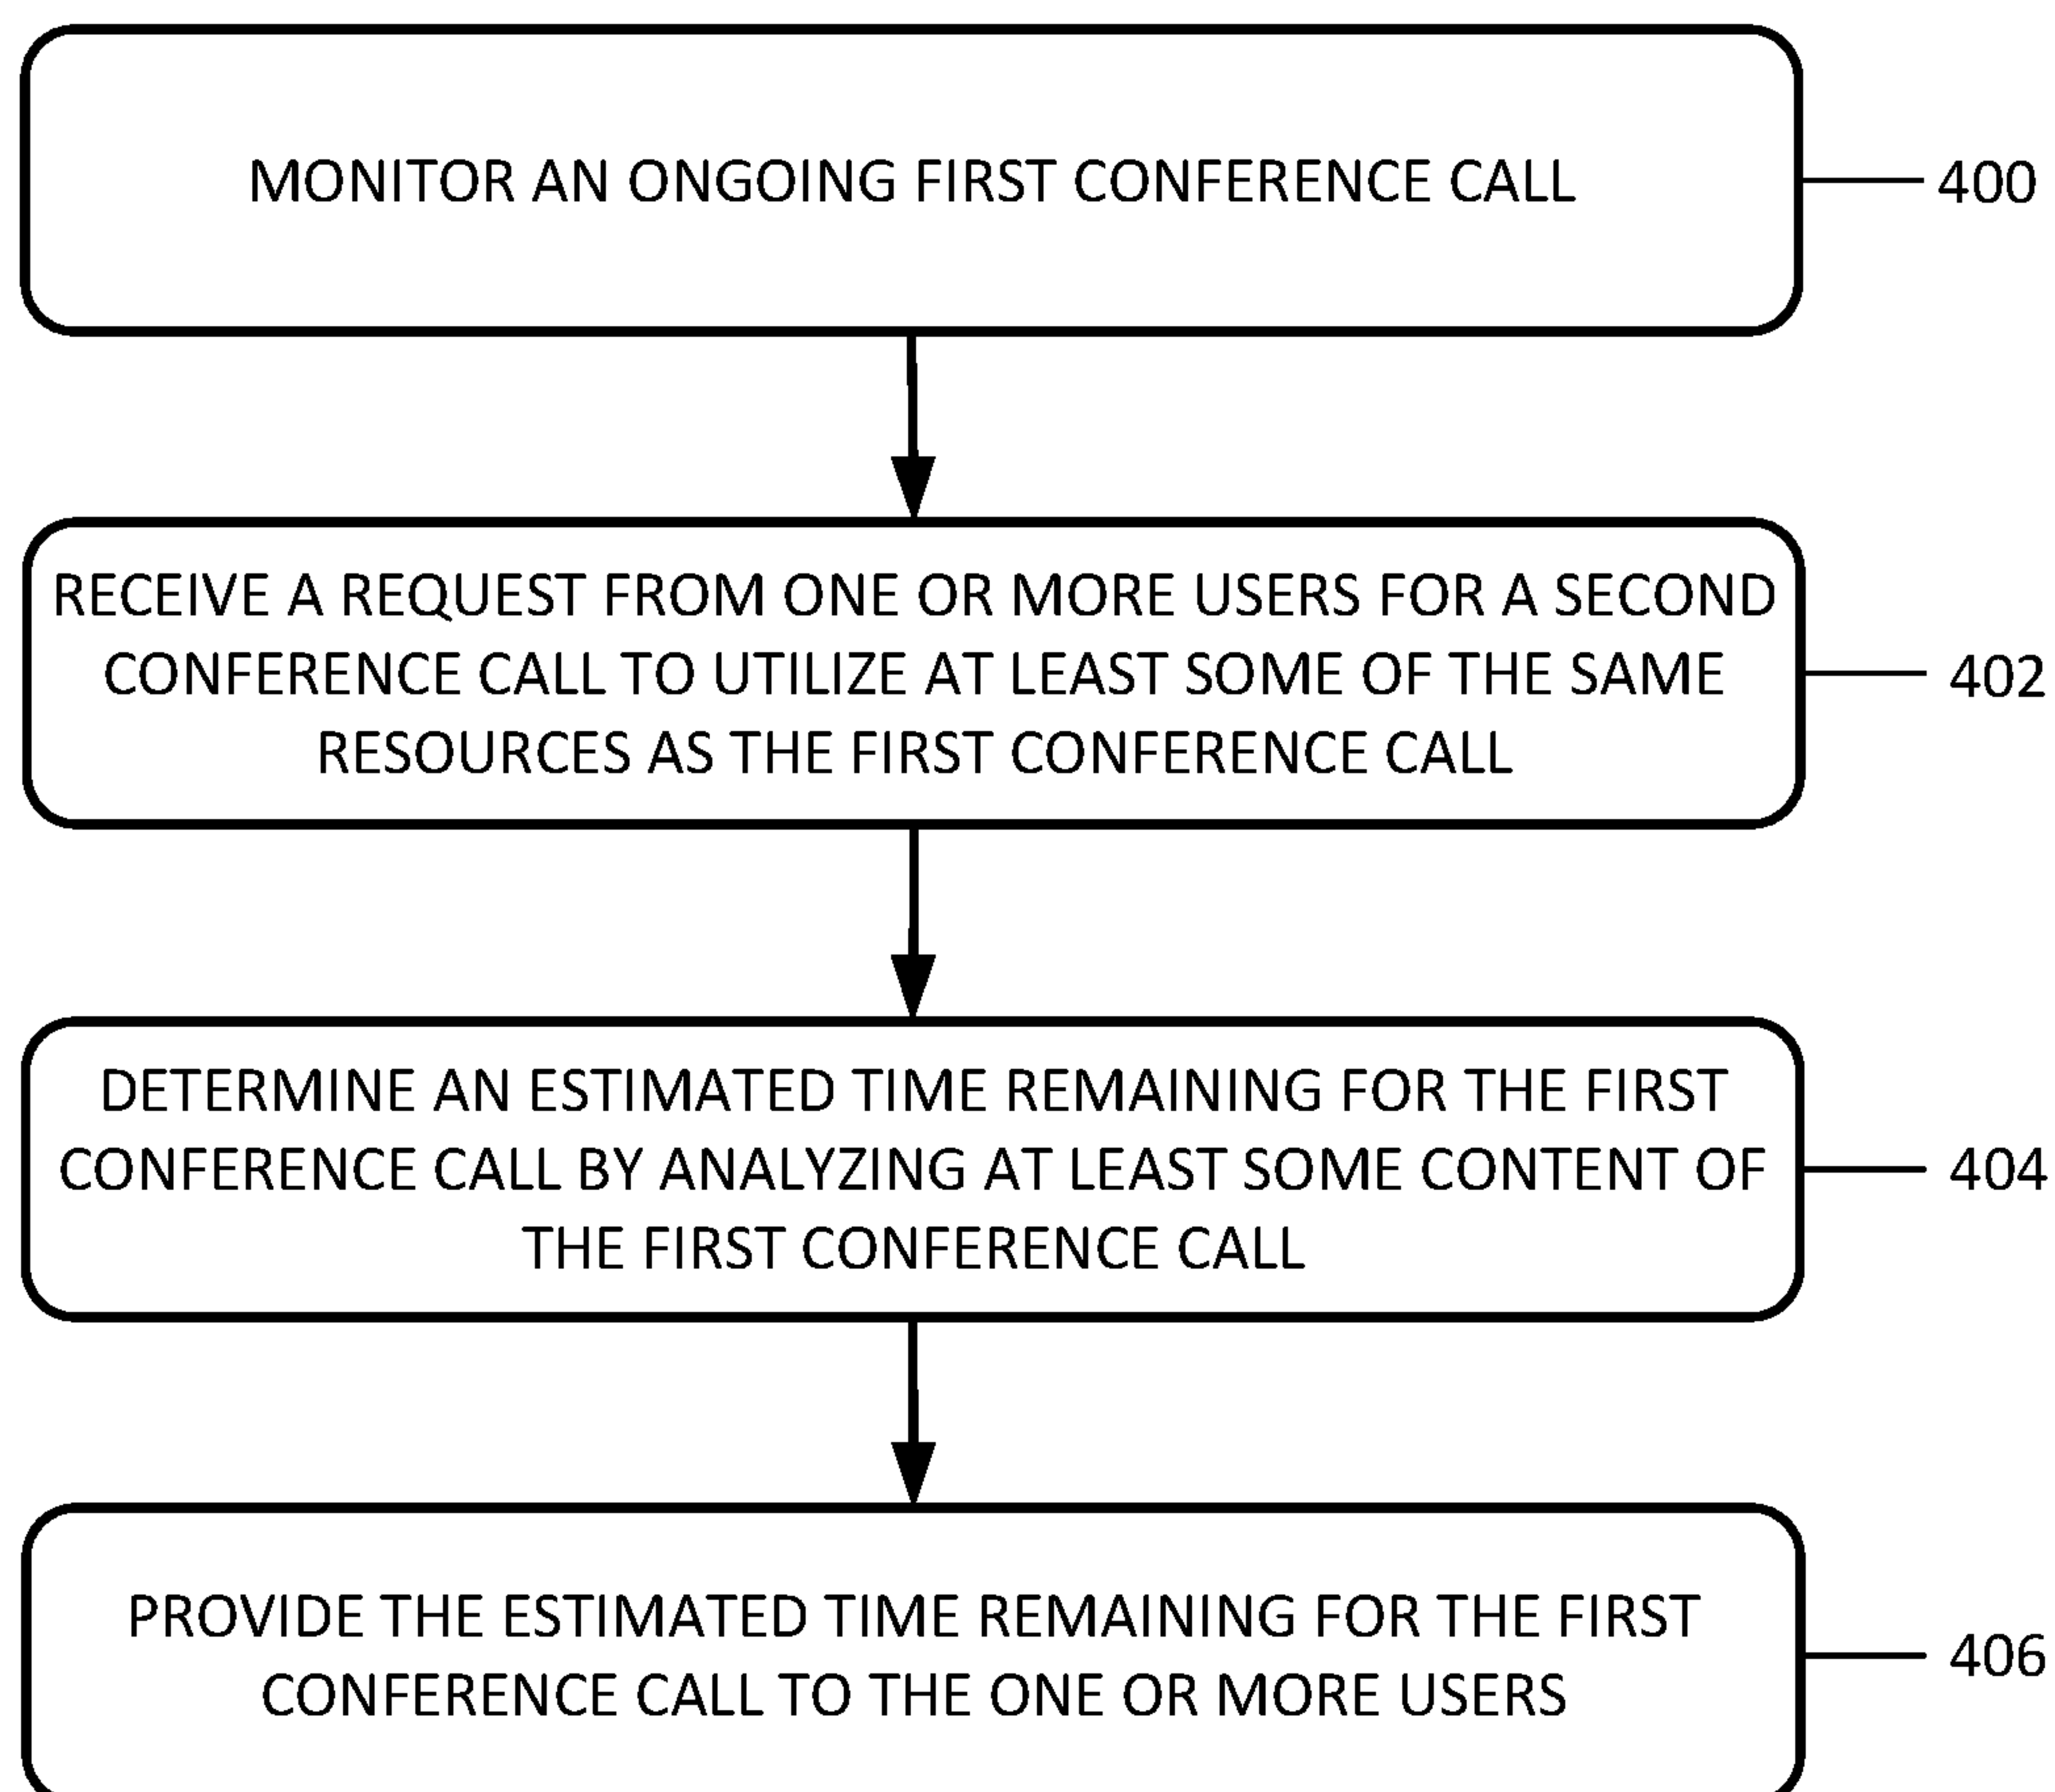 MONITOR AN ONGOING FIRST CONFERENCE CALL
400
RECEIVE A REQUEST FROM ONE OR MORE USERS FOR A SECOND
CONFERENCE CALL TO UTILIZE AT LEAST SOME OF THE SAME
RESOURCES AS THE FIRST CONFERENCE CALL
402
DETERMINE AN ESTIMATED TIME REMAINING FOR THE FIRST
CONFERENCE CALL BY ANALYZING AT LEAST SOME CONTENT OF
THE FIRST CONFERENCE CALL
404
PROVIDE THE ESTIMATED TIME REMAINING FOR THE FIRST
CONFERENCE CALL TO THE ONE OR MORE USERS
406